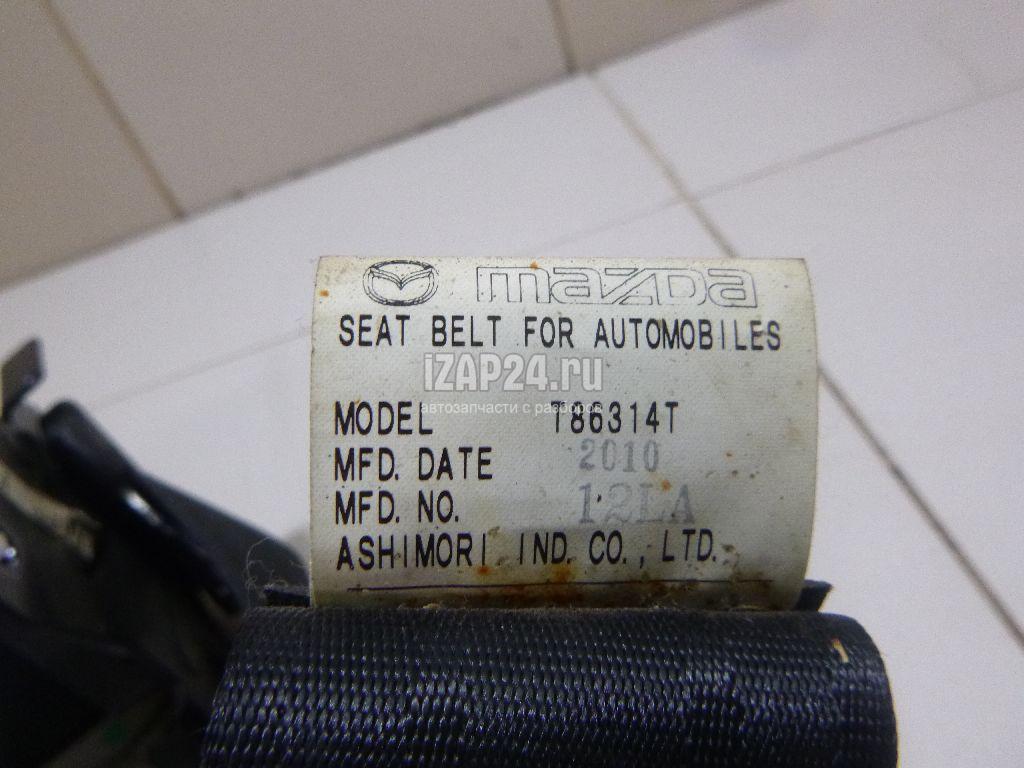 mazda
SEAT BELT FOR AUTOMOBILES
iZAP24.ru
автозапчасти с разборов
MODEL T86314T
MFD. DATE 2010
MFD. NO. 12LA
ASHIMORI IND. CO., LTD.